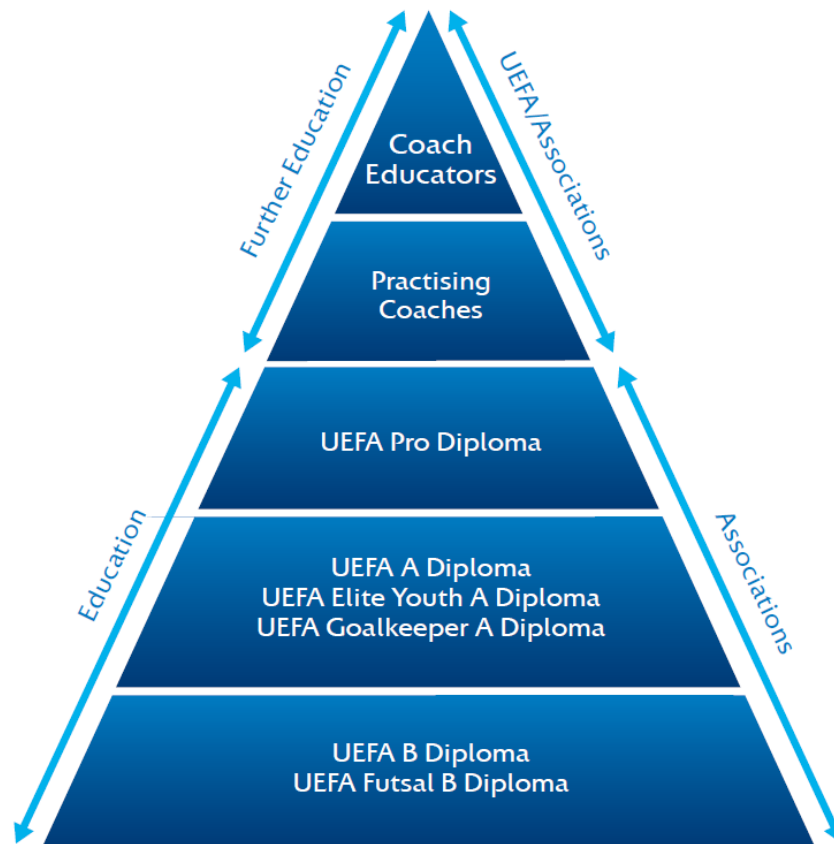 Further Education
UEFA/Associations
Coach
Educators
Practising
Coaches
UEFA Pro Diploma
Education
Associations
UEFA A Diploma
UEFA Elite Youth A Diploma
UEFA Goalkeeper A Diploma
UEFA B Diploma
UEFA Futsal B Diploma